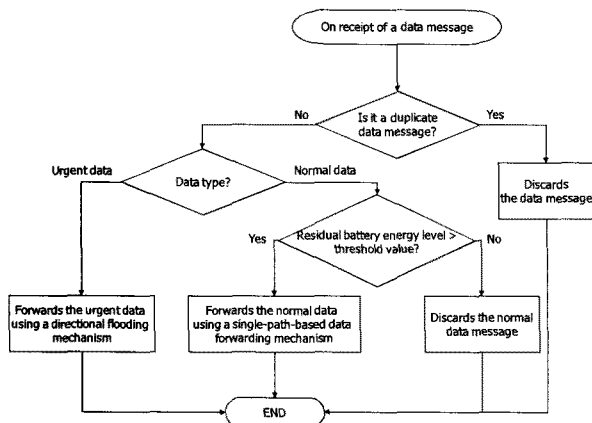 On receipt of a data message
Is it a duplicate
data message?
No
Yes
Urgent data
Data type?
Normal data
Discards
the data message
Residual battery energy level >
threshold value?
Yes
No
Forwards the urgent data
using a directional flooding
mechanism
Forwards the normal data
using a single-path-based data
forwarding mechanism
Discards the normal
data message
END